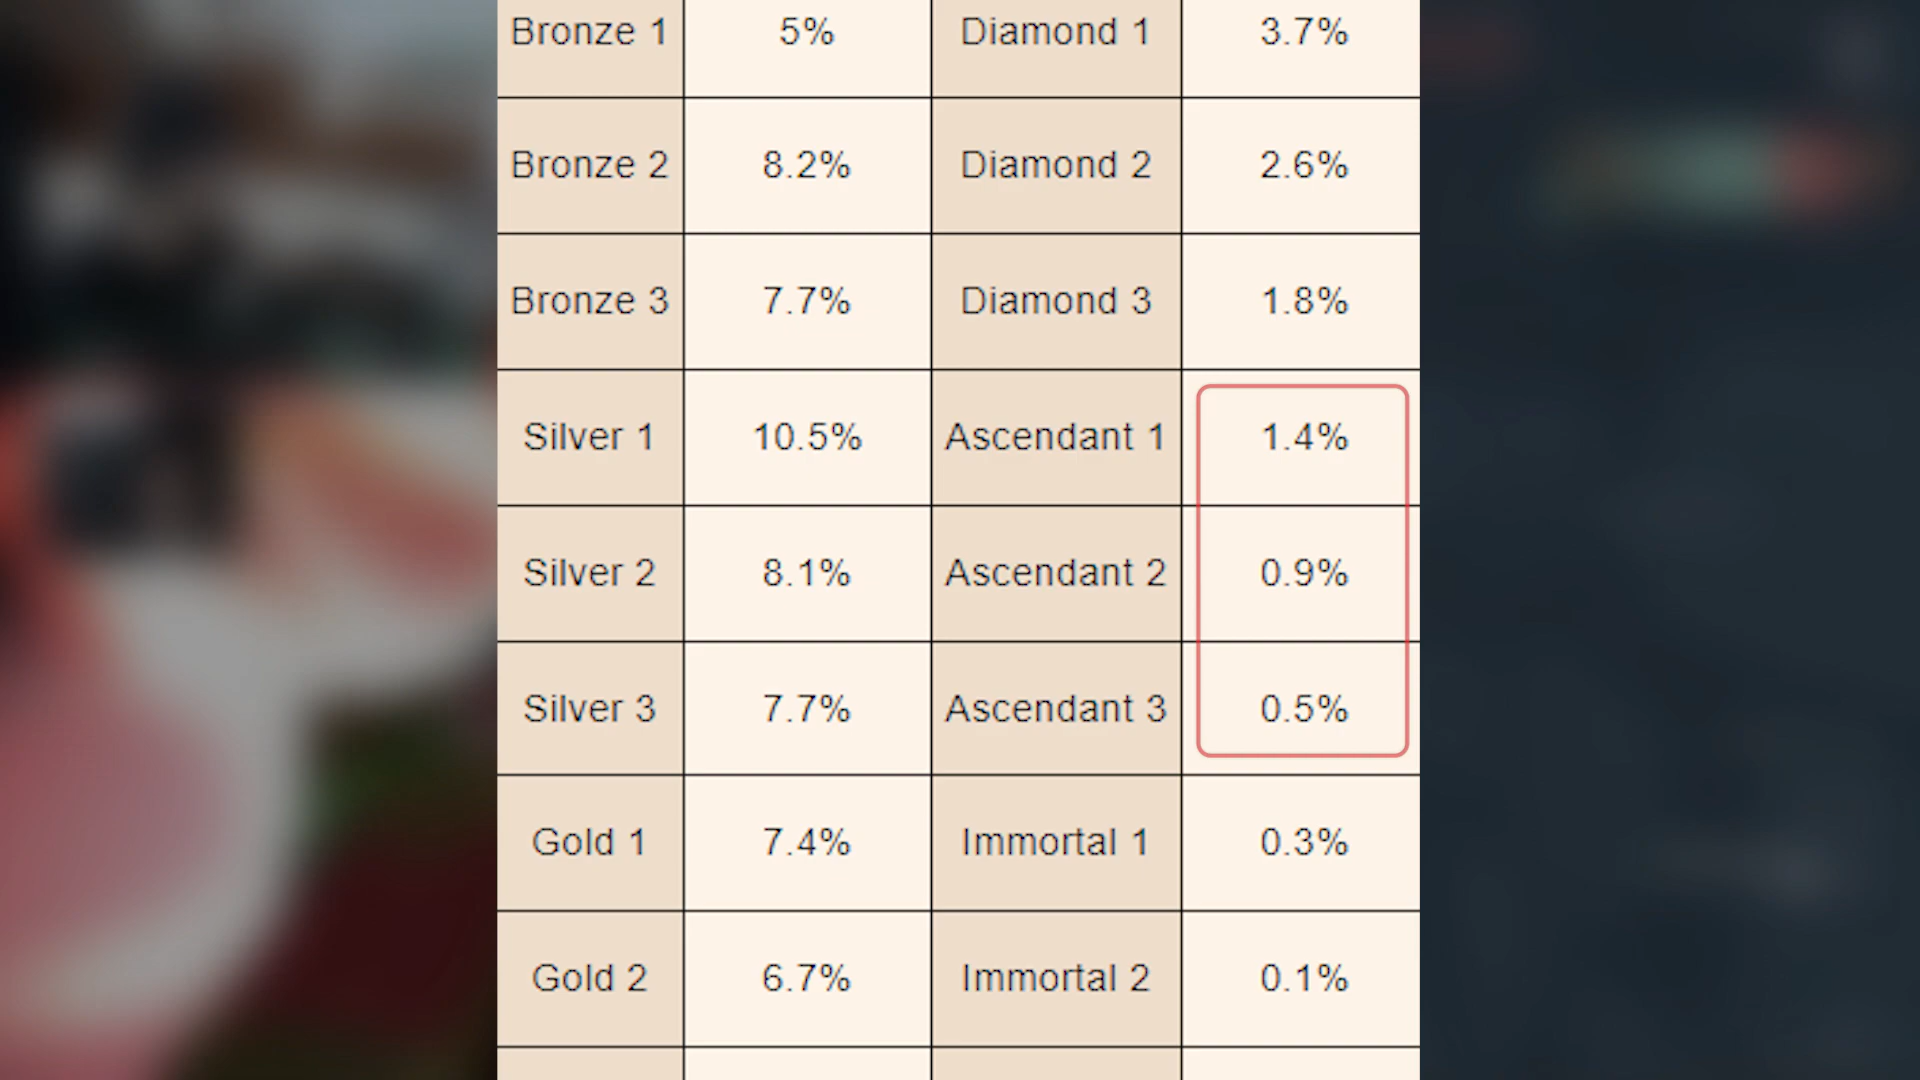 Bronze 1 5% Diamond 1 3.7%
Bronze 2 8.2% Diamond 2 2.6%
Bronze 3 7.7% Diamond 3 1.8%
Silver 1 10.5% Ascendant 1 1.4%
Silver 2 8.1% Ascendant 2 0.9%
Silver 3 7.7% Ascendant 3 0.5%
Gold 1 7.4% Immortal 1 0.3%
Gold 2 6.7% Immortal 2 0.1%